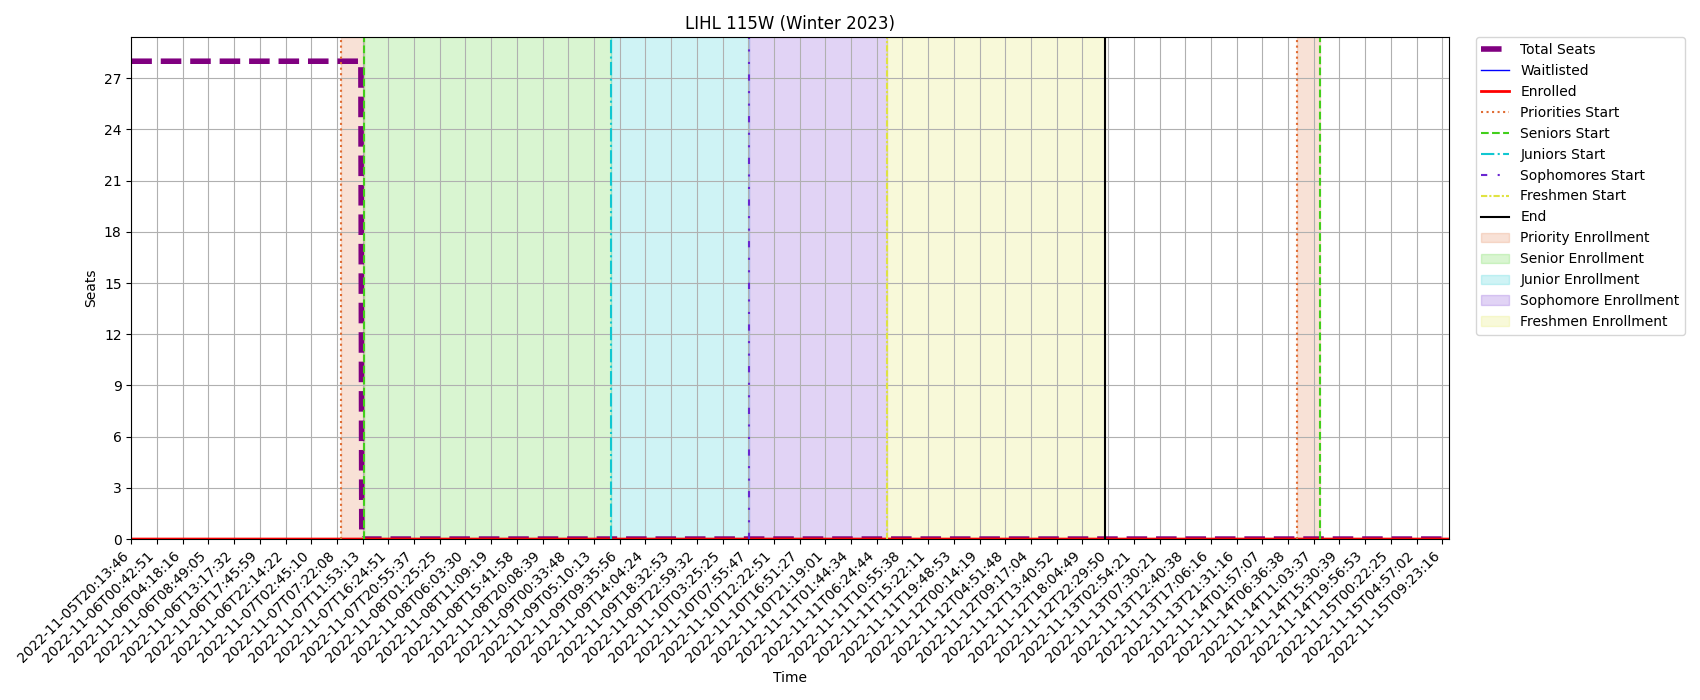 LIHL 115W (Winter 2023)
27
24
21
18
15
12
9
6
3
0
Seats
2022-11-05T20:13:46
2022-11-06T00:42:51
2022-11-06T04:18:16
2022-11-06T08:49:05
2022-11-06T13:17:32
2022-11-06T17:45:59
2022-11-06T22:14:22
2022-11-07T02:45:10
2022-11-07T07:22:08
2022-11-07T11:53:13
2022-11-07T16:24:51
2022-11-07T20:55:37
2022-11-08T01:25:25
2022-11-08T06:03:30
2022-11-08T11:09:19
2022-11-08T15:41:58
2022-11-08T20:08:39
2022-11-09T00:33:48
2022-11-09T05:10:13
2022-11-09T09:35:56
2022-11-09T14:04:24
2022-11-09T18:32:53
2022-11-09T22:59:32
2022-11-10T03:25:25
2022-11-10T07:55:47
2022-11-10T12:22:51
2022-11-10T16:51:27
2022-11-10T21:19:01
2022-11-11T01:44:34
2022-11-11T06:24:44
2022-11-11T10:55:38
2022-11-11T15:22:11
2022-11-11T19:48:53
2022-11-12T00:14:19
2022-11-12T04:51:48
2022-11-12T09:17:04
2022-11-12T13:40:52
2022-11-12T18:04:49
2022-11-12T22:29:50
2022-11-13T02:54:21
2022-11-13T07:30:21
2022-11-13T12:40:38
2022-11-13T17:06:16
2022-11-13T21:31:16
2022-11-14T01:57:07
2022-11-14T06:36:38
2022-11-14T11:03:37
2022-11-14T15:30:39
2022-11-14T19:56:53
2022-11-15T00:22:25
2022-11-15T04:57:02
2022-11-15T09:23:16
Time
Total Seats
Waitlisted
Enrolled
Priorities Start
Seniors Start
Juniors Start
Sophomores Start
Freshmen Start
End
Priority Enrollment
Senior Enrollment
Junior Enrollment
Sophomore Enrollment
Freshmen Enrollment